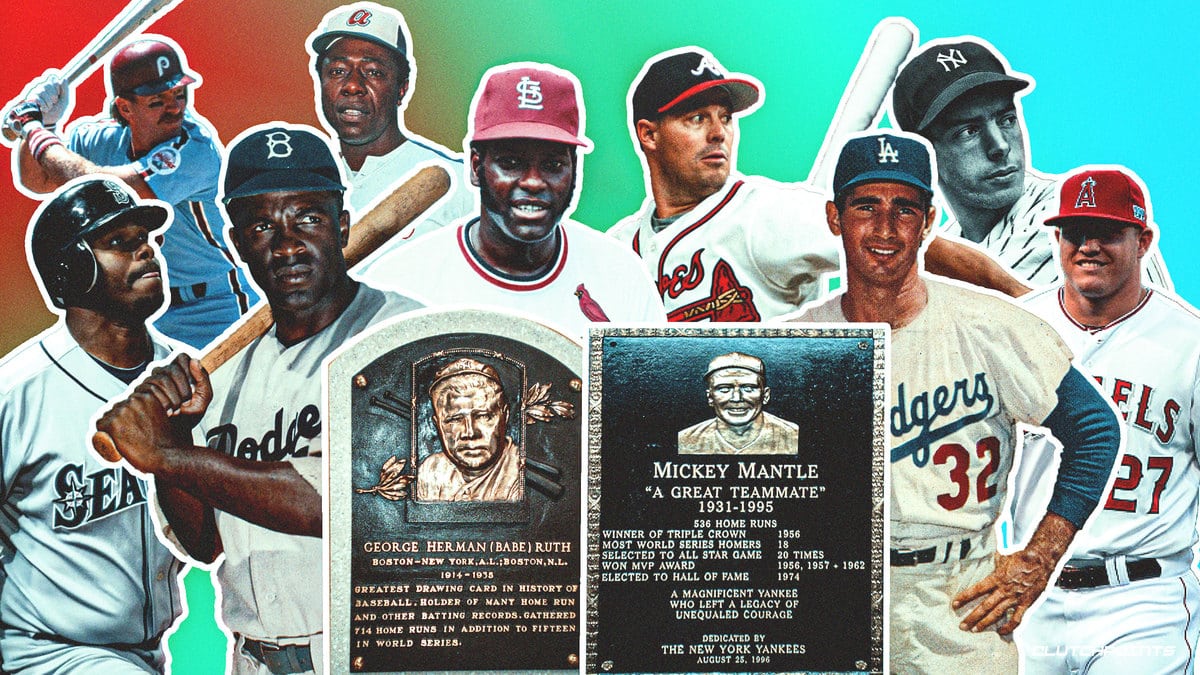 P
a
B
STL
A
NY
LA
A
S
Dodge
SEA
pes
dgers
32
ELS
27
GEORGE HERMAN (BABE) RUTH
BOSTON-NEW YORK, A.L.; BOSTON, N.L.
1914-1935
GREATEST DRAWING CARD IN HISTORY OF
BASEBALL. HOLDER OF MANY HOME RUN
AND OTHER BATTING RECORDS. GATHERED
714 HOME RUNS IN ADDITION TO FIFTEEN
IN WORLD SERIES.
MICKEY MANTLE
"A GREAT TEAMMATE"
1931-1995
536 HOME RUNS
WINNER OF TRIPLE CROWN 1956
MOST WORLD SERIES HOMERS 18
SELECTED TO ALL STAR GAME 20 TIMES
WON MVP AWARD 1956, 1957 + 1962
ELECTED TO HALL OF FAME 1974
A MAGNIFICENT YANKEE
WHO LEFT A LEGACY OF
UNEQUALED COURAGE
DEDICATED BY
THE NEW YORK YANKEES
AUGUST 25, 1996
CLUTCHPOINTS